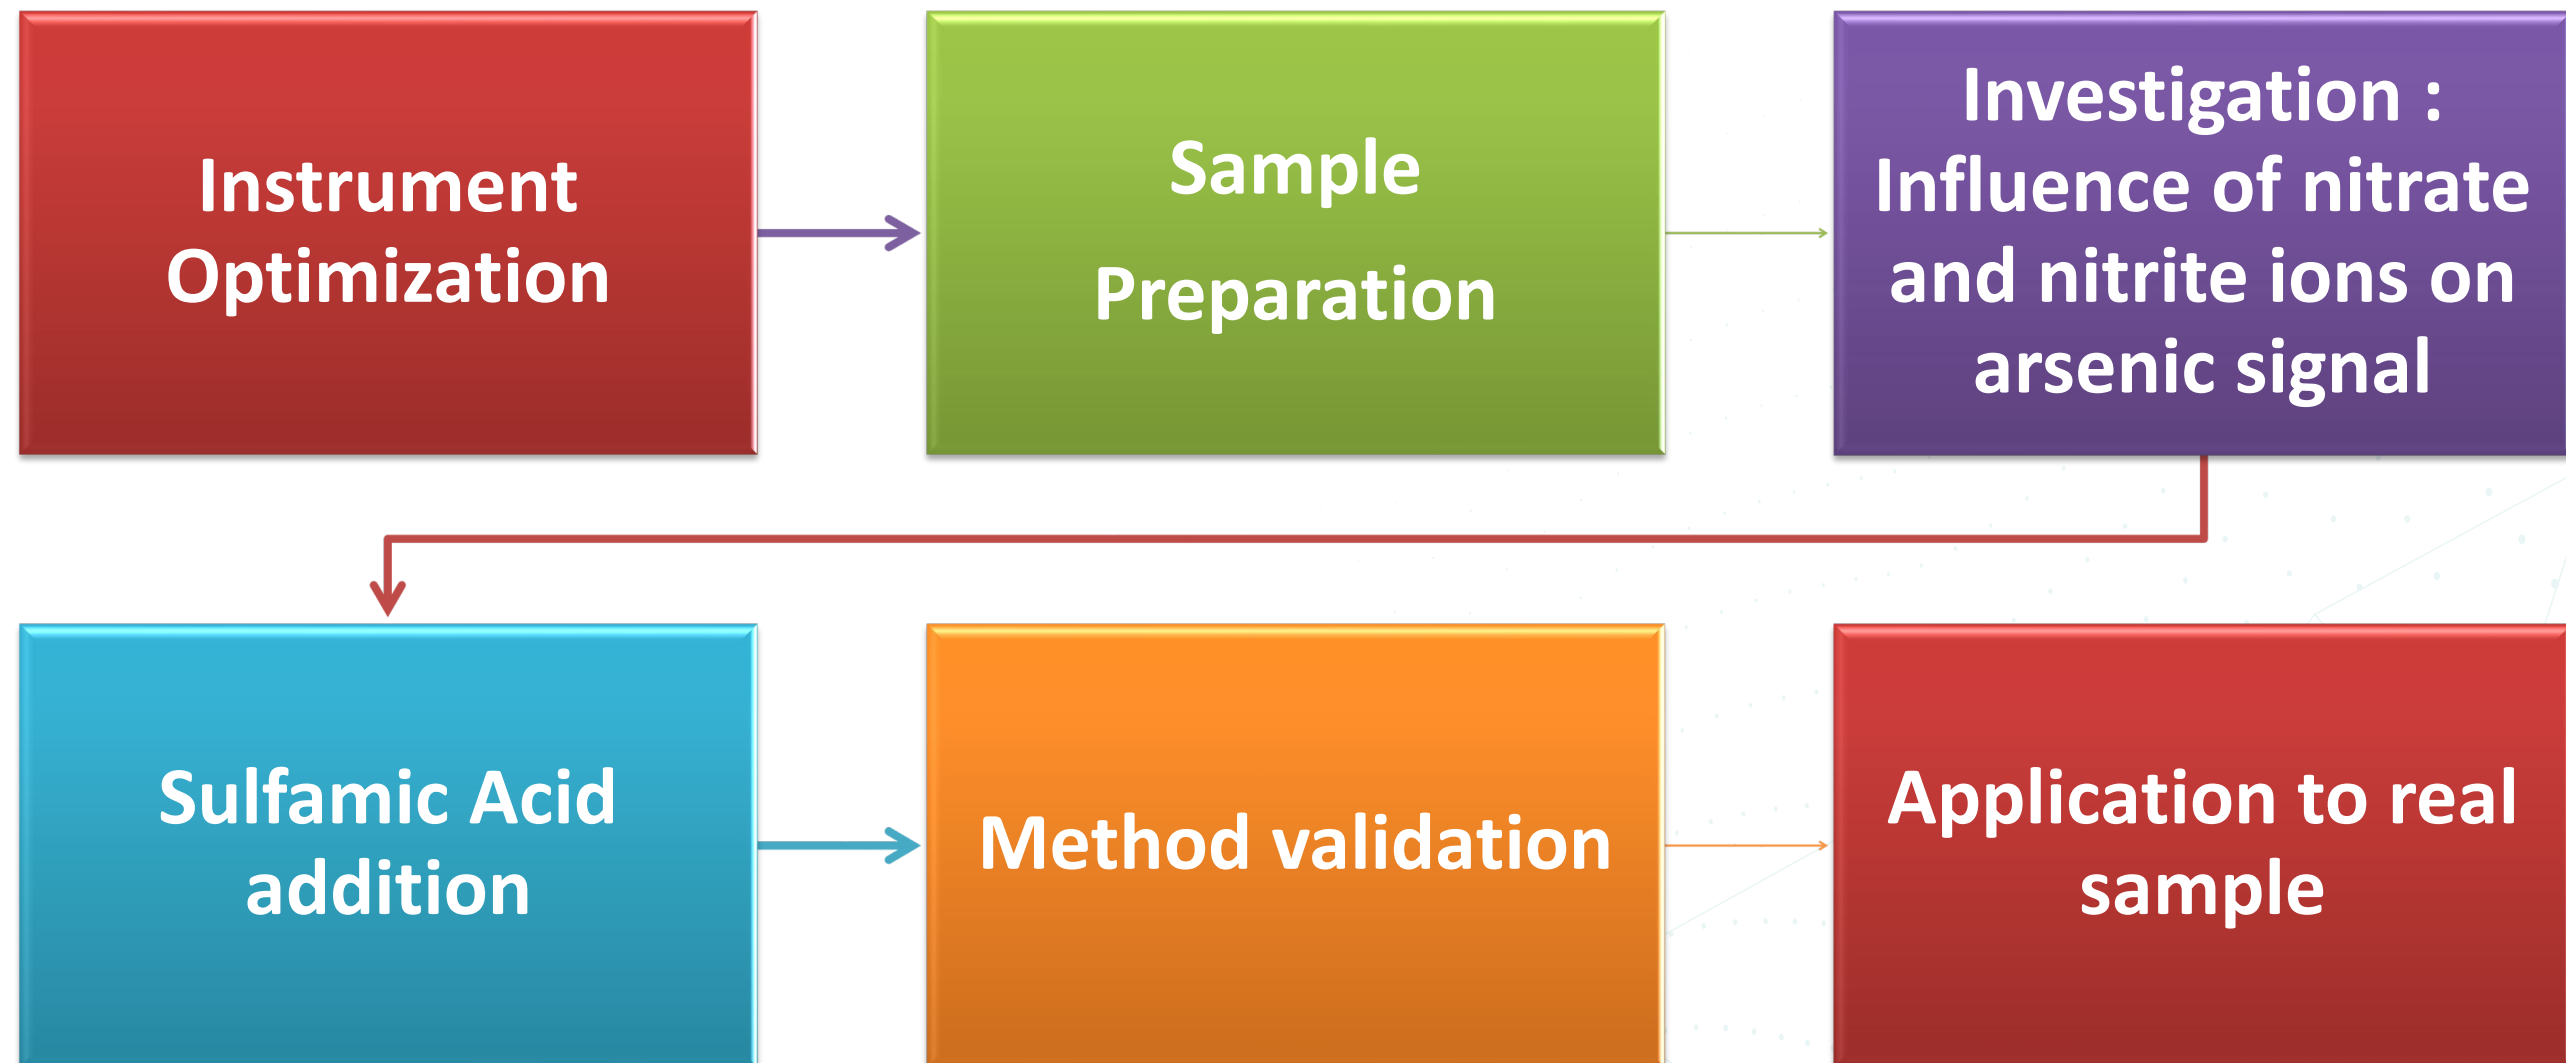 Instrument
Optimization
Sample
Preparation
Investigation :
Influence of nitrate
and nitrite ions on
arsenic signal
Sulfamic Acid
addition
Method validation
Application to real
sample